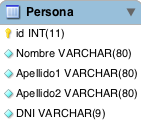 Persona
id INT(11)
Nombre VARCHAR(80)
Apellido1 VARCHAR(80)
Apellido2 VARCHAR(80)
DNI VARCHAR(9)